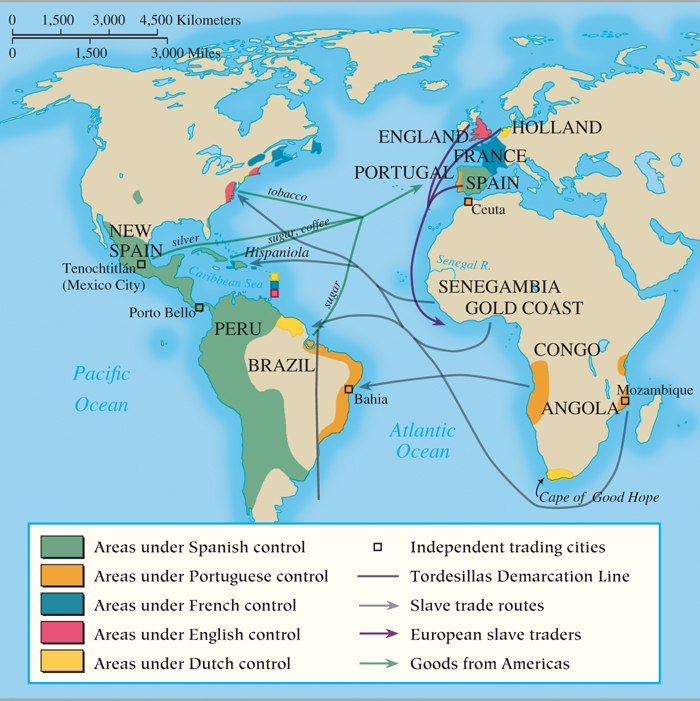 0 1,500 3,000 4,500 Kilometers
0 1,500 3,000 Miles
ENGLAND
HOLLAND
FRANCE
PORTUGAL
SPAIN
Ceuta
tobacco
sugar, coffee
silver
NEW
SPAIN
Hispaniola
Tenochtitlán
(Mexico City)
Caribbean Sea
Senegal R.
SENEGAMBIA
GOLD COAST
sugar
Porto Bello
PERU
BRAZIL
CONGO
Pacific
Ocean
Bahia
Mozambique
ANGOLA
Atlantic
Ocean
Cape of Good Hope
Areas under Spanish control
Areas under Portuguese control
Areas under French control
Areas under English control
Areas under Dutch control
Independent trading cities
Tordesillas Demarcation Line
Slave trade routes
European slave traders
Goods from Americas